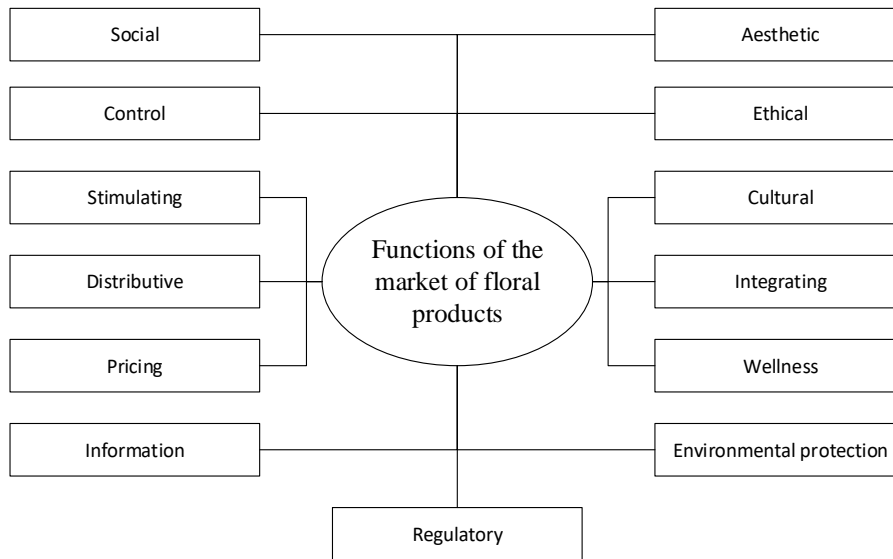 Social
Aesthetic
Control
Ethical
Stimulating
Cultural
Functions of the
market of floral
products
Distributive
Integrating
Pricing
Wellness
Information
Environmental protection
Regulatory